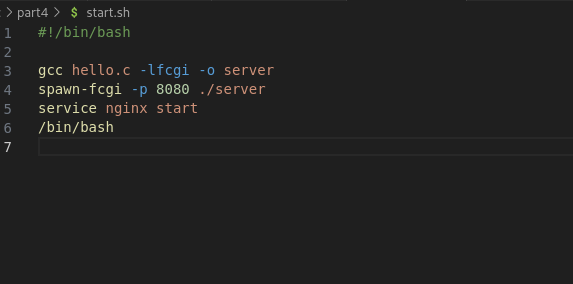 part4 > $ start.sh
1 #!/bin/bash
2
3 gcc hello.c -lfcgi -o server
4 spawn-fcgi -p 8080 ./server
5 service nginx start
6 /bin/bash
7